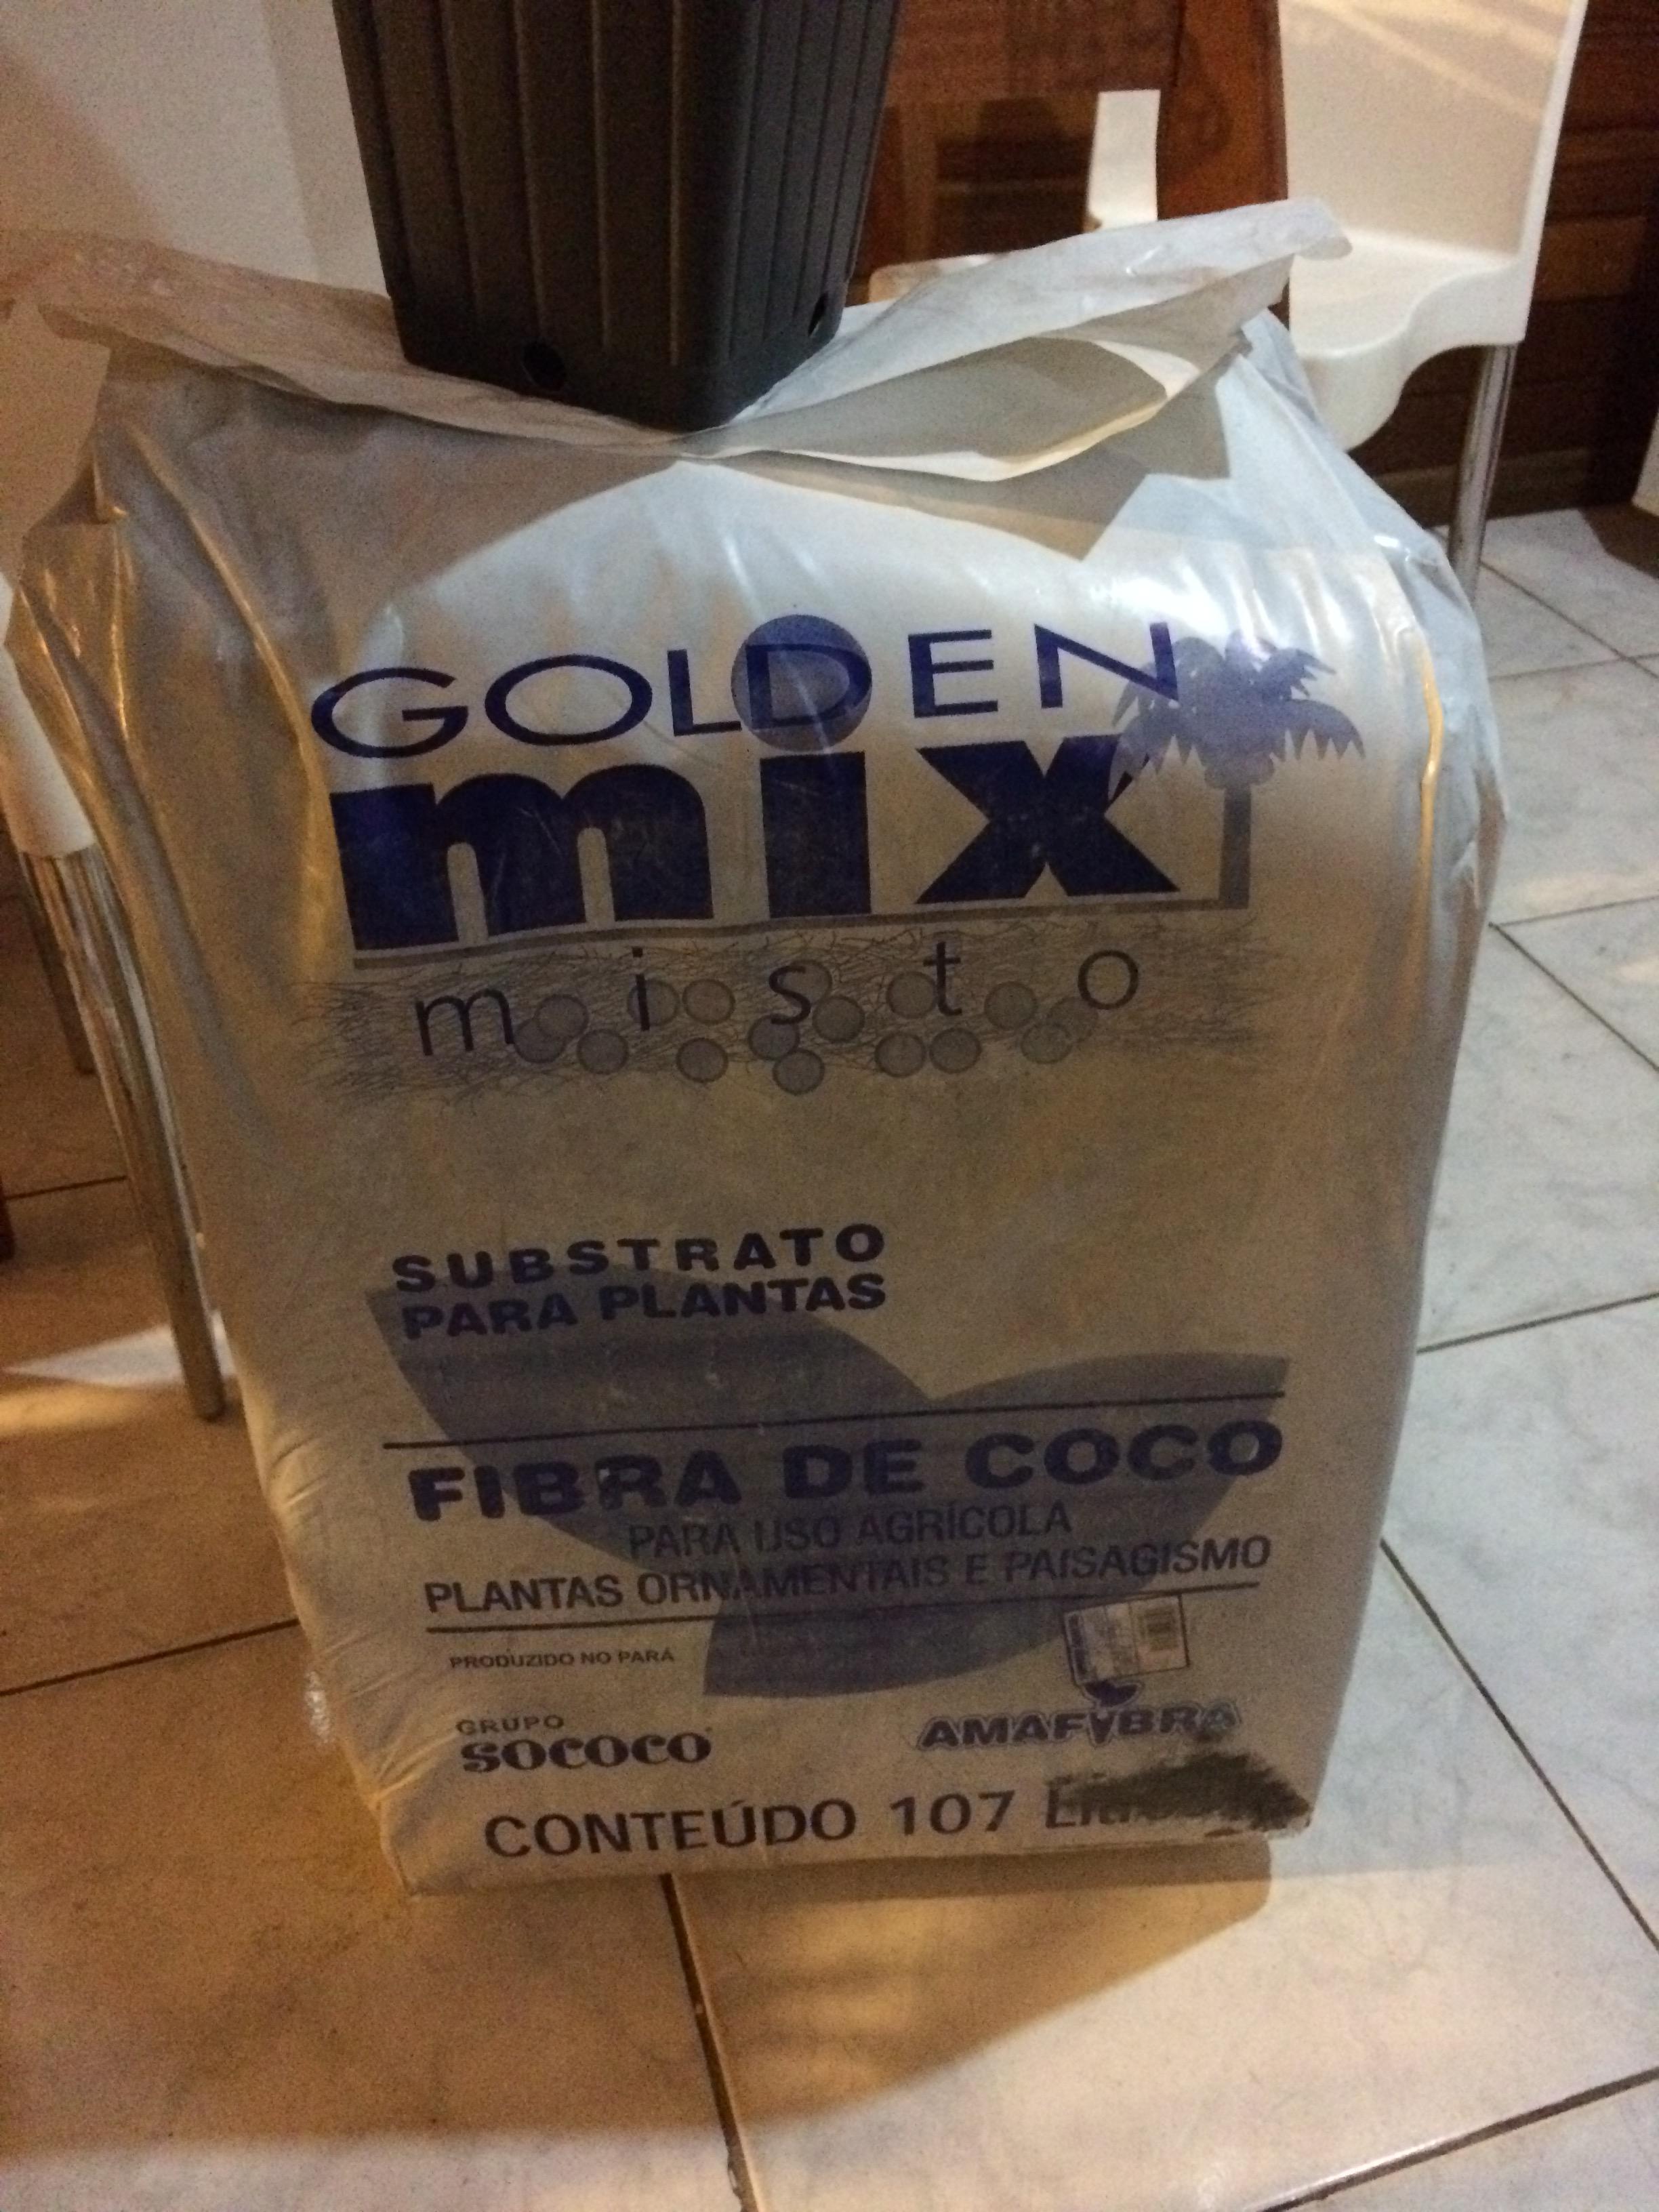 GOLDEN
mix
misto
SUBSTRATO
PARA PLANTAS
FIBRA DE COCO
PARA USO AGRÍCOLA
PLANTAS ORNAMENTAIS E PAISAGISMO
PRODUZIDO NO PARÁ
GRUPO
SOCOCO
AMAFIBRA
CONTEÚDO 107